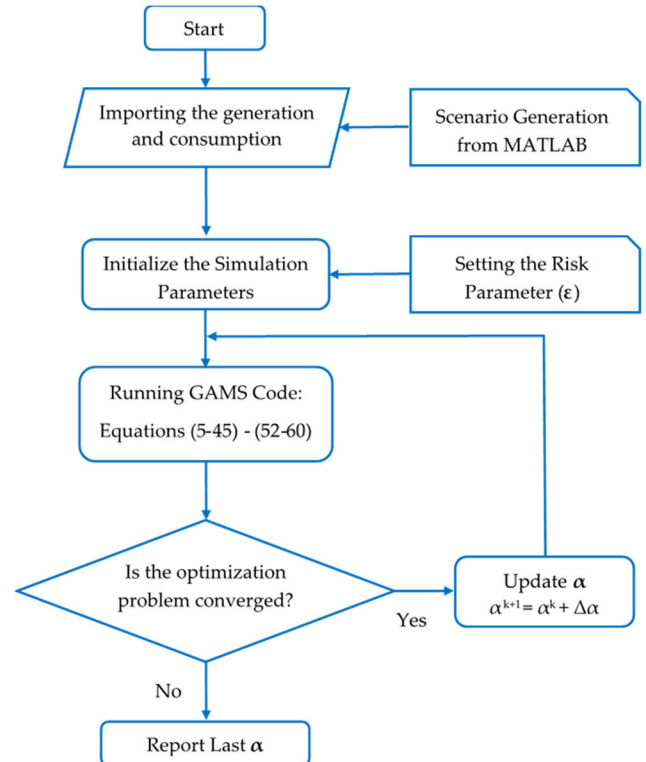 Start
Importing the generation
and consumption
Scenario Generation
from MATLAB
Initialize the Simulation
Parameters
Setting the Risk
Parameter (ε)
Running GAMS Code:
Equations (5-45) - (52-60)
Is the optimization
problem converged?
Yes
Update α
αᵏ⁺¹= αᵏ + Δα
No
Report Last α